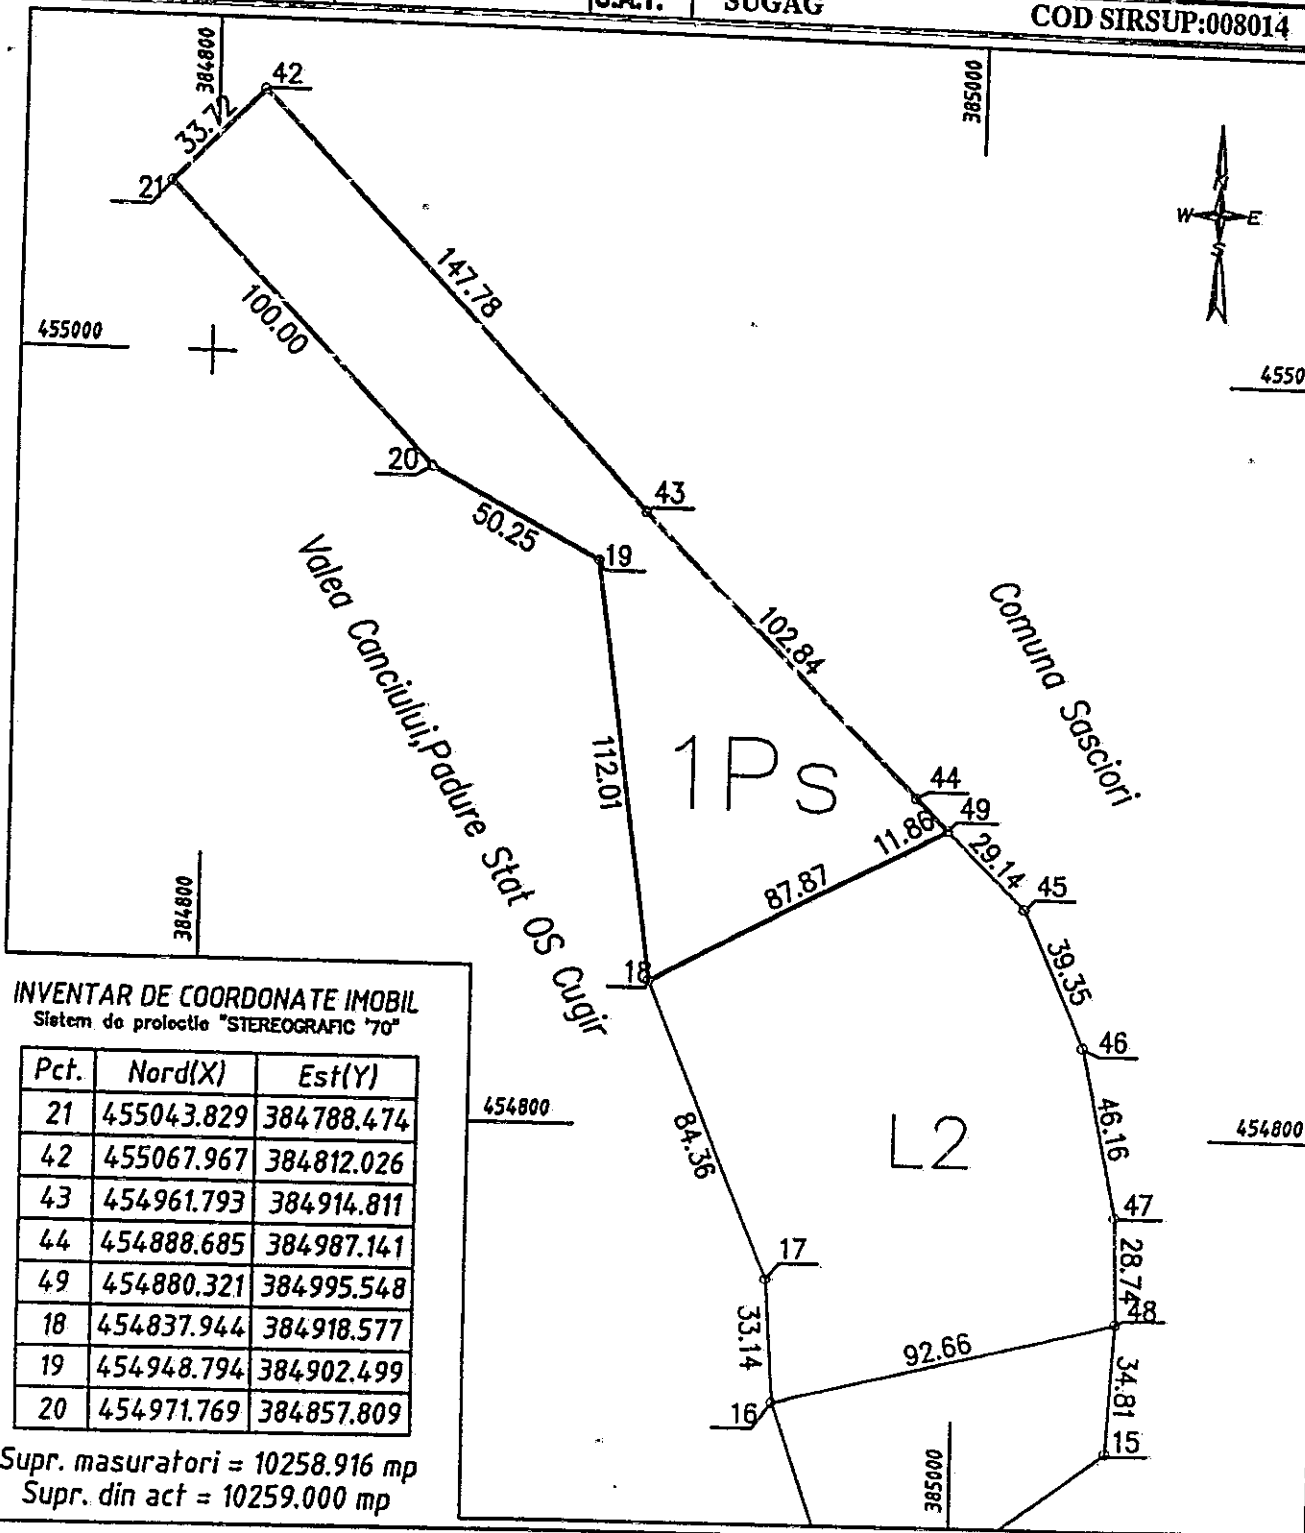 U.A.T. SUGAG COD SIRSUP:008014
384800
385000
42
33.72
21
N
W E
S
147.78
100.00
455000
4550
20
43
50.25
19
Valea Canciului,Padure Stat OS Cugir
Comuna Sasciori
102.84
112.01
1Ps
44
49
11.86
29.14
87.87
45
384800
18
39.35
46
INVENTAR DE COORDONATE IMOBIL
Sistem de proiectie "STEREOGRAFIC '70"
Pct. Nord(X) Est(Y)
21 455043.829 384788.474
42 455067.967 384812.026
43 454961.793 384914.811
44 454888.685 384987.141
49 454880.321 384995.548
18 454837.944 384918.577
19 454948.794 384902.499
20 454971.769 384857.809
Supr. masuratori = 10258.916 mp
Supr. din act = 10259.000 mp
454800
454800
84.36
L2
46.16
47
17
28.74
48
33.14
92.66
34.81
16
15
385000